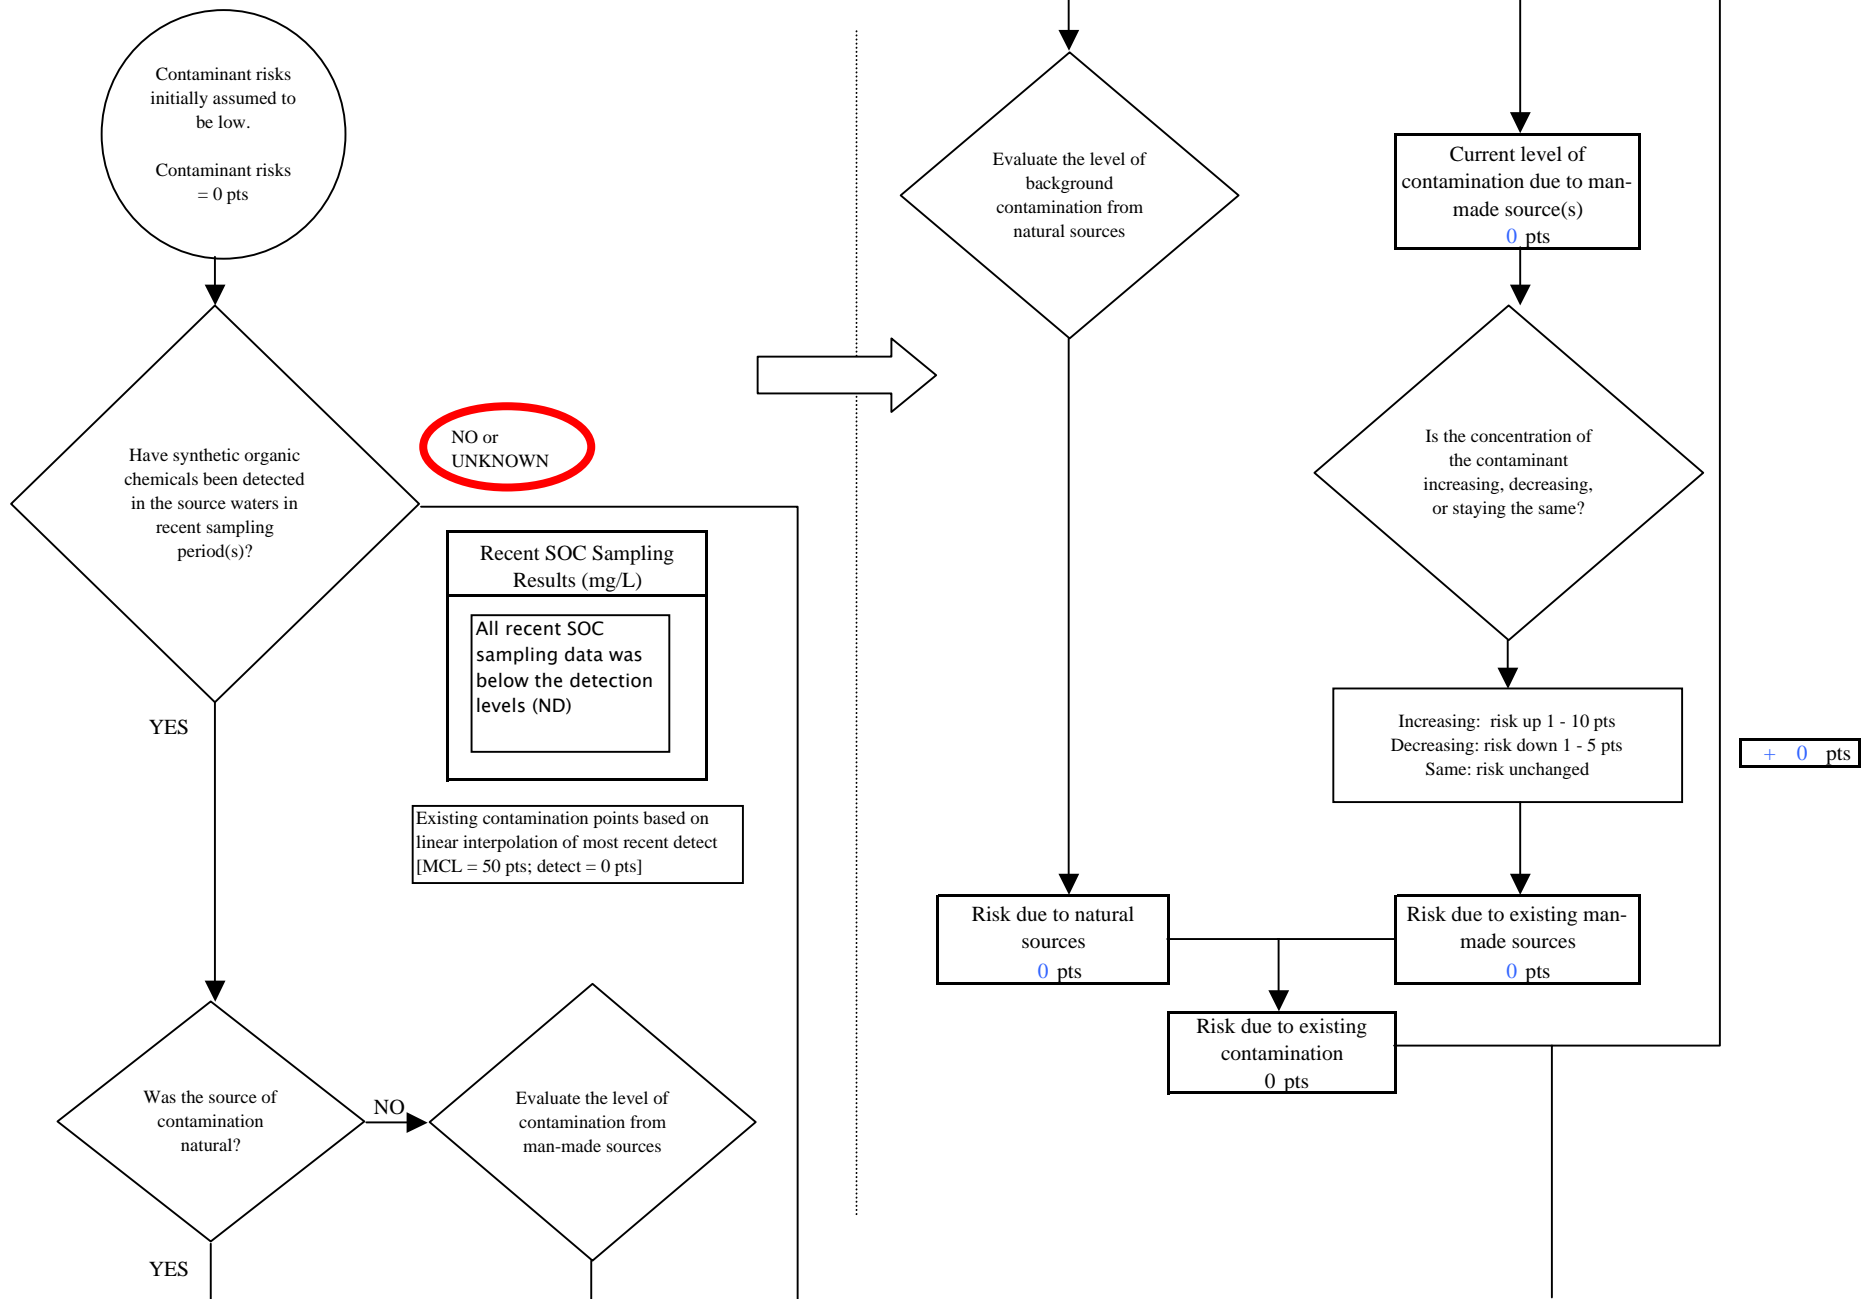 Contaminant risks
initially assumed to
be low.
Contaminant risks
= 0 pts
Have synthetic organic
chemicals been detected
in the source waters in
recent sampling
period(s)?
NO or
UNKNOWN
Recent SOC Sampling
Results (mg/L)
All recent SOC
sampling data was
below the detection
levels (ND)
YES
Existing contamination points based on
linear interpolation of most recent detect
[MCL = 50 pts; detect = 0 pts]
Was the source of
contamination
natural?
NO
Evaluate the level of
contamination from
man-made sources
YES
Evaluate the level of
background
contamination from
natural sources
Current level of
contamination due to man-
made source(s)
0 pts
Is the concentration of
the contaminant
increasing, decreasing,
or staying the same?
Increasing: risk up 1 - 10 pts
Decreasing: risk down 1 - 5 pts
Same: risk unchanged
+ 0 pts
Risk due to natural
sources
0 pts
Risk due to existing man-
made sources
0 pts
Risk due to existing
contamination
0 pts